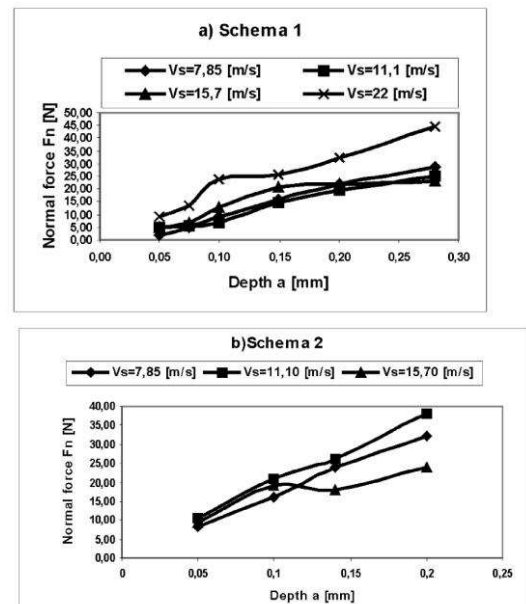 a) Schema 1
Vs=7,85 [m/s] Vs=11,1 [m/s]
Vs=15,7 [m/s] Vs=22 [m/s]
Normal force Fn [N]
50,00
45,00
40,00
35,00
30,00
25,00
20,00
15,00
10,00
5,00
0,00
0,00 0,05 0,10 0,15 0,20 0,25 0,30
Depth a [mm]
b)Schema 2
Vs=7,85 [m/s] Vs=11,10 [m/s] Vs=15,70 [m/s]
Normal force Fn [N]
40,00
35,00
30,00
25,00
20,00
15,00
10,00
5,00
0,00
0 0,05 0,1 0,15 0,2 0,25
Depth a [mm]